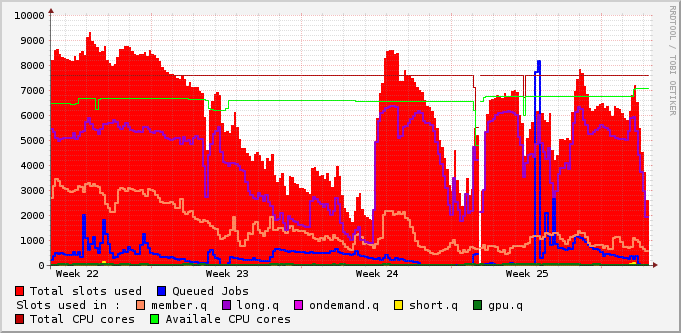 10000
9000
8000
7000
6000
5000
4000
3000
2000
1000
0
Week 22 Week 23 Week 24 Week 25
Total slots used Queued Jobs
Slots used in : member.q long.q ondemand.q short.q gpu.q
Total CPU cores Availale CPU cores
RRDTOOL / TOBI OETIKER